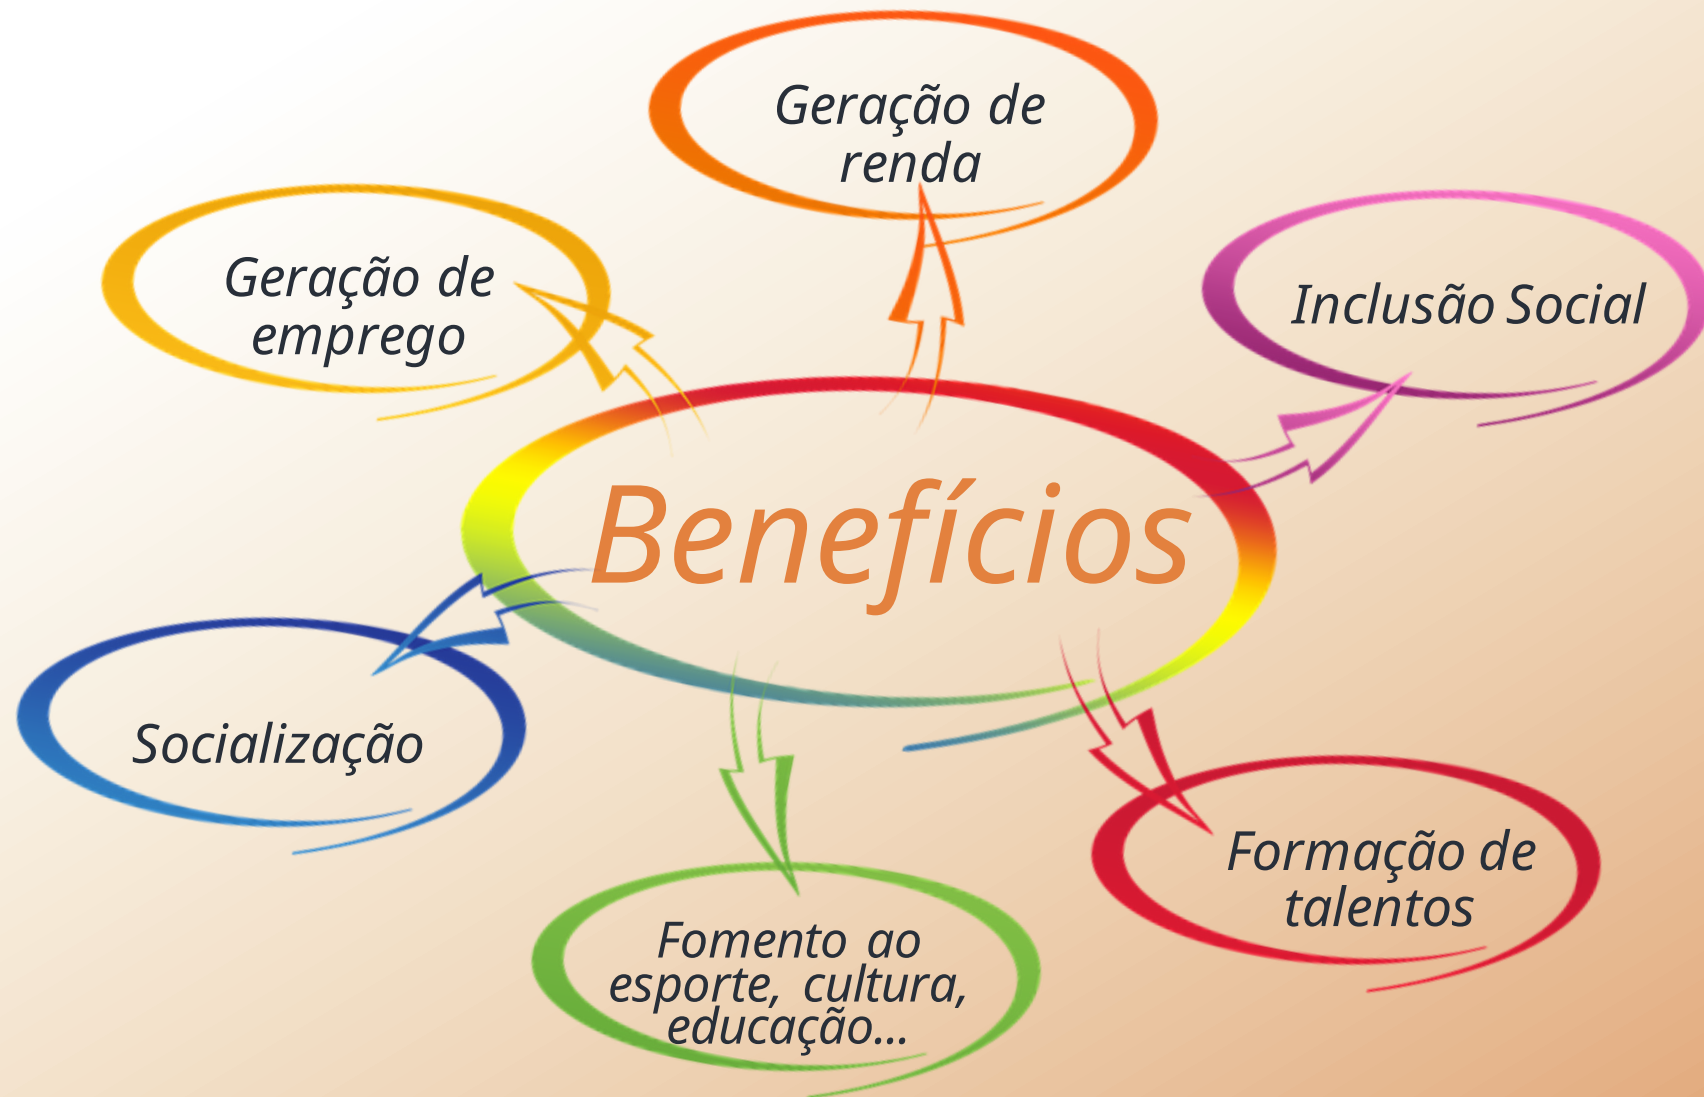 Geração de
renda
Geração de
emprego
Inclusão Social
Benefícios
Socialização
Formação de
talentos
Fomento ao
esporte, cultura,
educação...